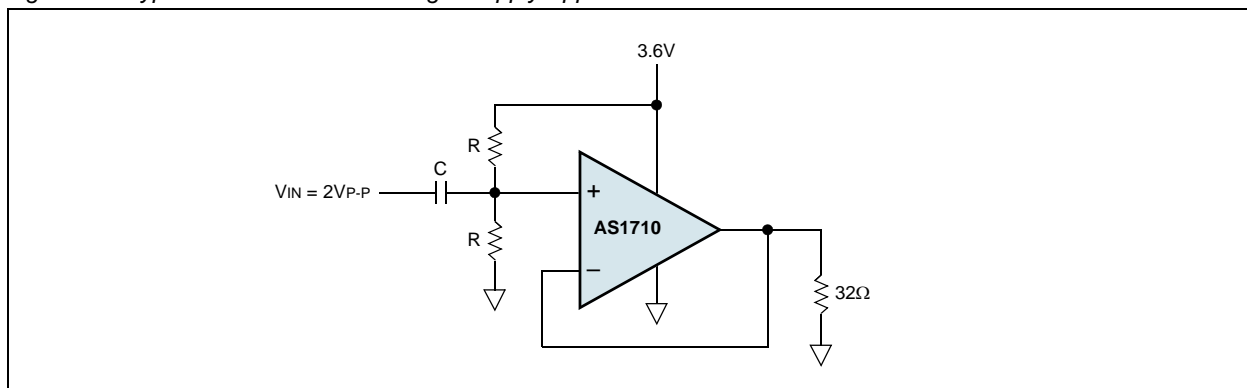 3.6V
R
C
VIN = 2VP-P
+
AS1710
R
−
32Ω